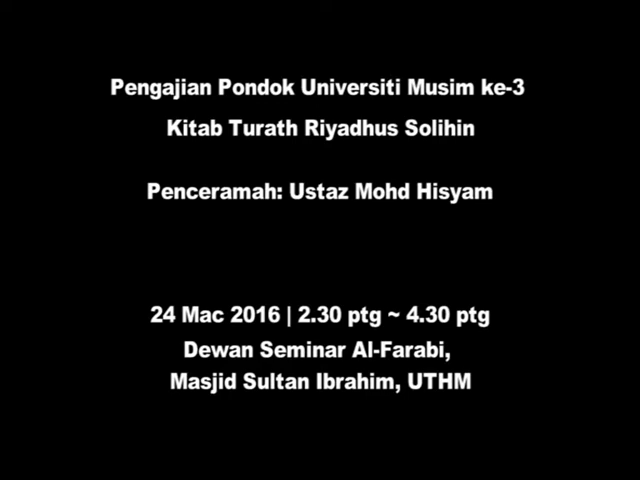 Pengajian Pondok Universiti Musim ke-3
Kitab Turath Riyadhus Solihin
Penceramah: Ustaz Mohd Hisyam
24 Mac 2016 | 2.30 ptg ~ 4.30 ptg
Dewan Seminar Al-Farabi,
Masjid Sultan Ibrahim, UTHM